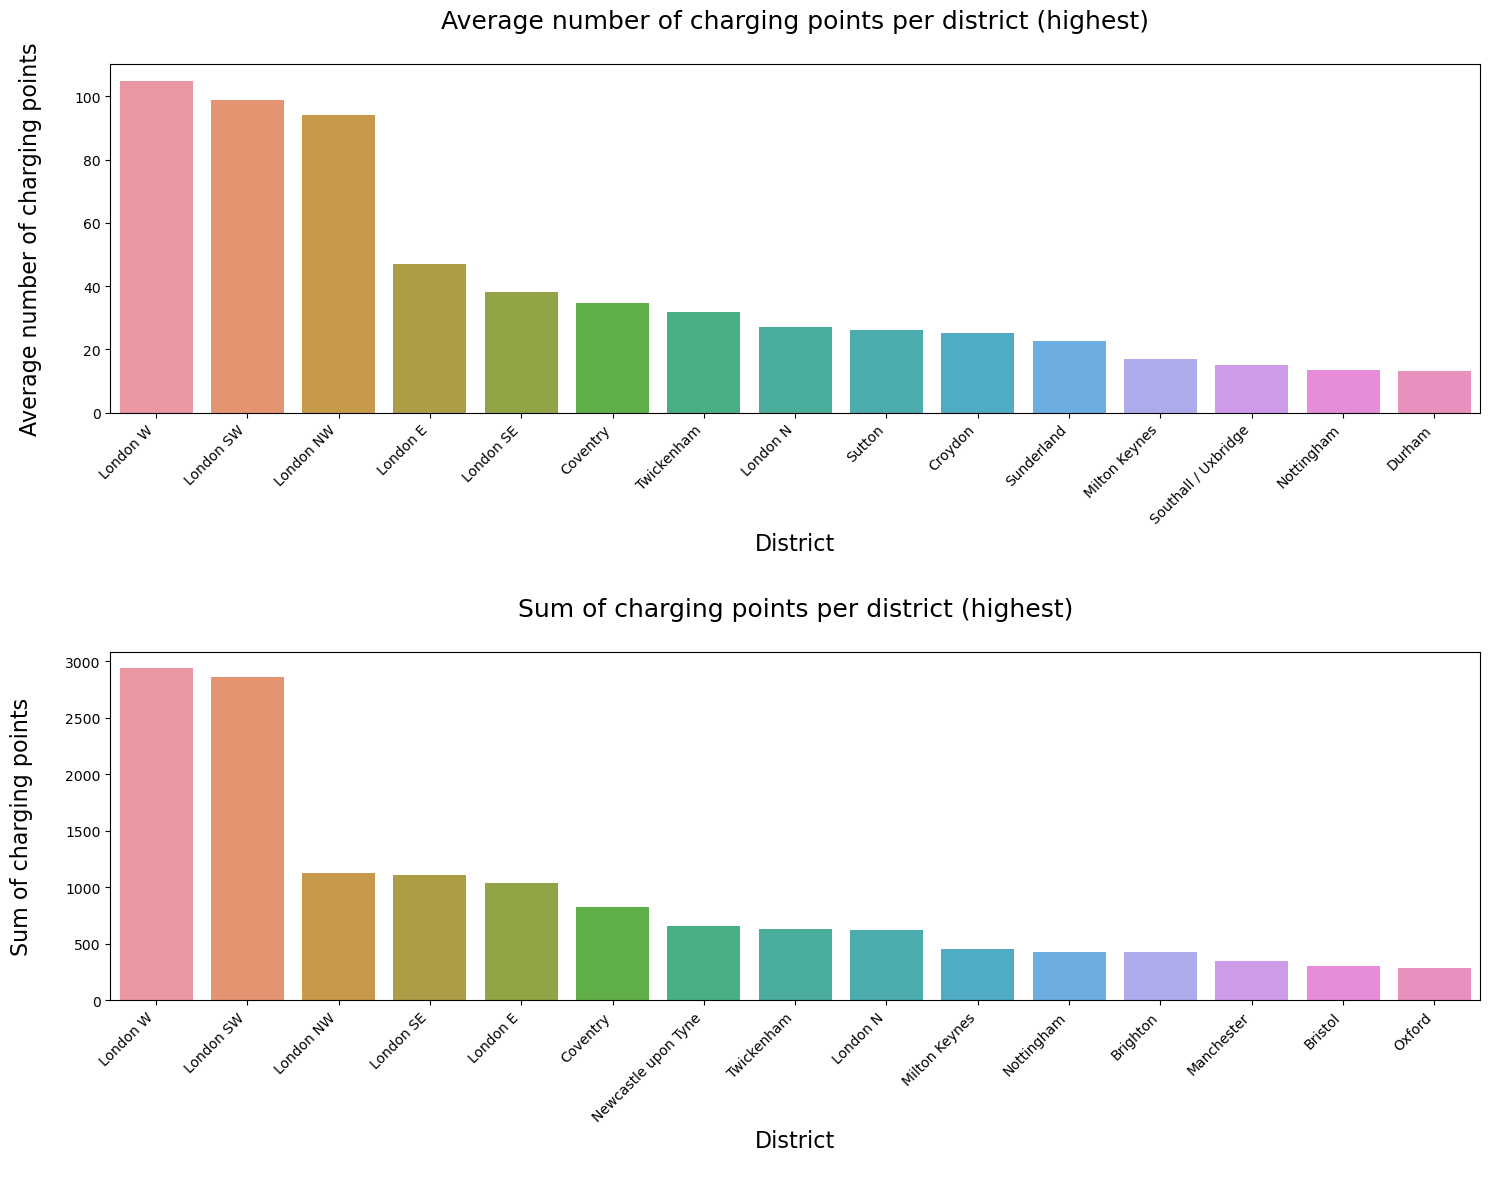 Average number of charging points per district (highest)
Average number of charging points
100
80
60
40
20
0
London W
London SW
London NW
London E
London SE
Coventry
Twickenham
London N
Sutton
Croydon
Sunderland
Milton Keynes
Southall / Uxbridge
Nottingham
Durham
District
Sum of charging points per district (highest)
Sum of charging points
3000
2500
2000
1500
1000
500
0
London W
London SW
London NW
London SE
London E
Coventry
Newcastle upon Tyne
Twickenham
London N
Milton Keynes
Nottingham
Brighton
Manchester
Bristol
Oxford
District